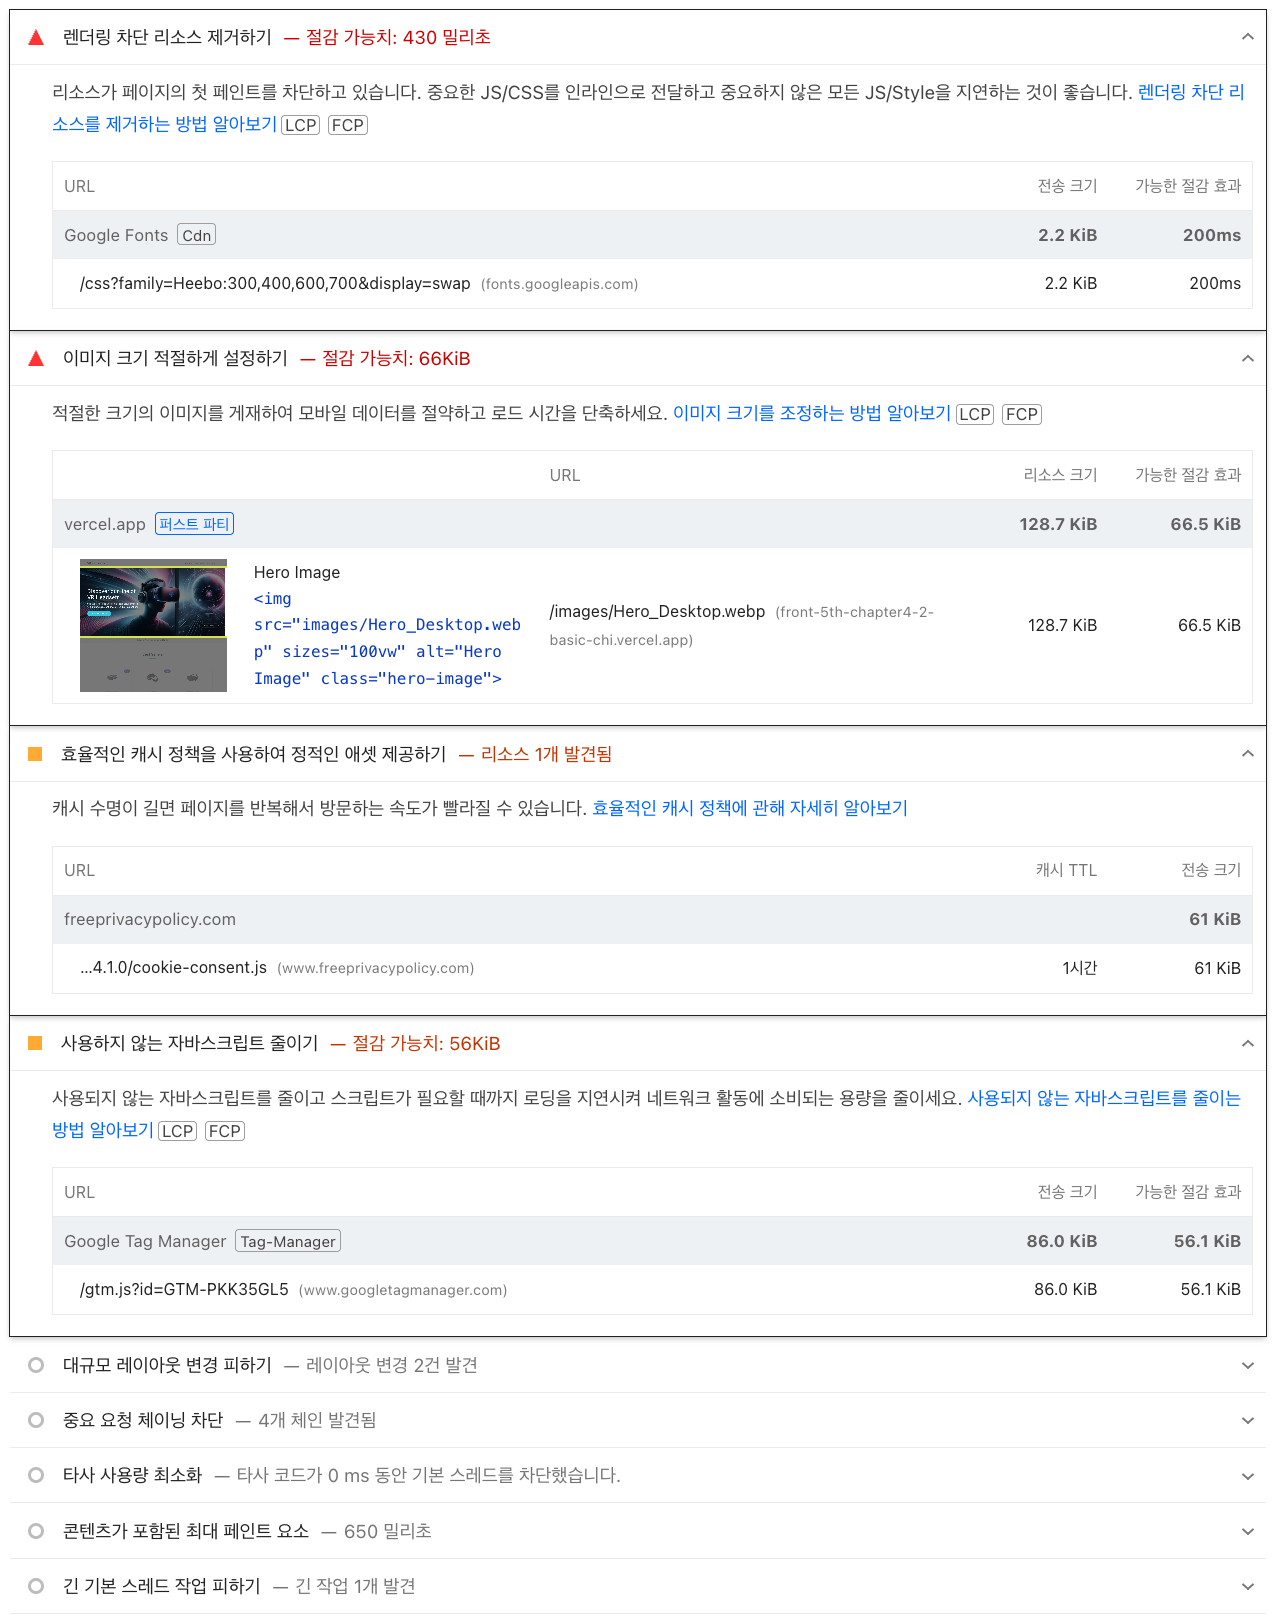 렌더링 차단 리소스 제거하기 — 절감 가능치: 430 밀리초
리소스가 페이지의 첫 페인트를 차단하고 있습니다. 중요한 JS/CSS를 인라인으로 전달하고 중요하지 않은 모든 JS/Style을 지연하는 것이 좋습니다. 렌더링 차단 리
소스를 제거하는 방법 알아보기 LCP FCP
URL 전송 크기 가능한 절감 효과
Google Fonts Cdn 2.2 KiB 200ms
/css?family=Heebo:300,400,600,700&display=swap (fonts.googleapis.com) 2.2 KiB 200ms
이미지 크기 적절하게 설정하기 — 절감 가능치: 66KiB
적절한 크기의 이미지를 게재하여 모바일 데이터를 절약하고 로드 시간을 단축하세요. 이미지 크기를 조정하는 방법 알아보기 LCP FCP
URL 리소스 크기 가능한 절감 효과
vercel.app 퍼스트 파티 128.7 KiB 66.5 KiB
Discover our line of
VR Headsets
Hero Image
<img
src="images/Hero_Desktop.web
p" sizes="100vw" alt="Hero
Image" class="hero-image">
/images/Hero_Desktop.webp (front-5th-chapter4-2-
basic-chi.vercel.app)
128.7 KiB 66.5 KiB
효율적인 캐시 정책을 사용하여 정적인 애셋 제공하기 — 리소스 1개 발견됨
캐시 수명이 길면 페이지를 반복해서 방문하는 속도가 빨라질 수 있습니다. 효율적인 캐시 정책에 관해 자세히 알아보기
URL 캐시 TTL 전송 크기
freeprivacypolicy.com 61 KiB
…4.1.0/cookie-consent.js (www.freeprivacypolicy.com) 1시간 61 KiB
사용하지 않는 자바스크립트 줄이기 — 절감 가능치: 56KiB
사용되지 않는 자바스크립트를 줄이고 스크립트가 필요할 때까지 로딩을 지연시켜 네트워크 활동에 소비되는 용량을 줄이세요. 사용되지 않는 자바스크립트를 줄이는
방법 알아보기 LCP FCP
URL 전송 크기 가능한 절감 효과
Google Tag Manager Tag-Manager 86.0 KiB 56.1 KiB
/gtm.js?id=GTM-PKK35GL5 (www.googletagmanager.com) 86.0 KiB 56.1 KiB
대규모 레이아웃 변경 피하기 — 레이아웃 변경 2건 발견
중요 요청 체이닝 차단 — 4개 체인 발견됨
타사 사용량 최소화 — 타사 코드가 0 ms 동안 기본 스레드를 차단했습니다.
콘텐츠가 포함된 최대 페인트 요소 — 650 밀리초
긴 기본 스레드 작업 피하기 — 긴 작업 1개 발견